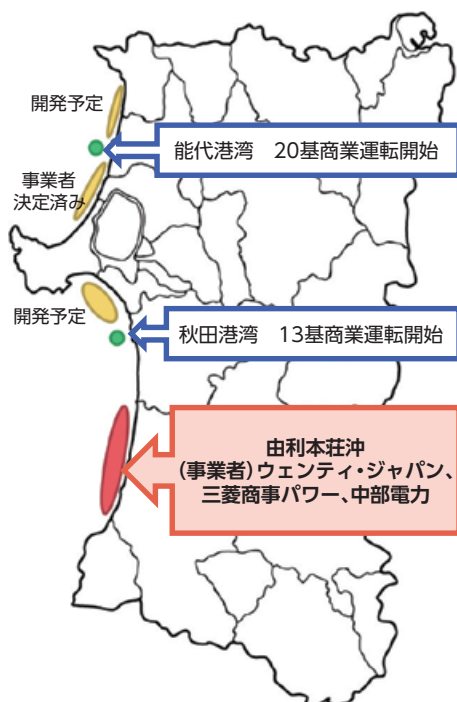 開発予定
能代港湾 20基商業運転開始
事業者
決定済み
開発予定
秋田港湾 13基商業運転開始
由利本荘沖
(事業者)ウェンティ・ジャパン、
三菱商事パワー、中部電力